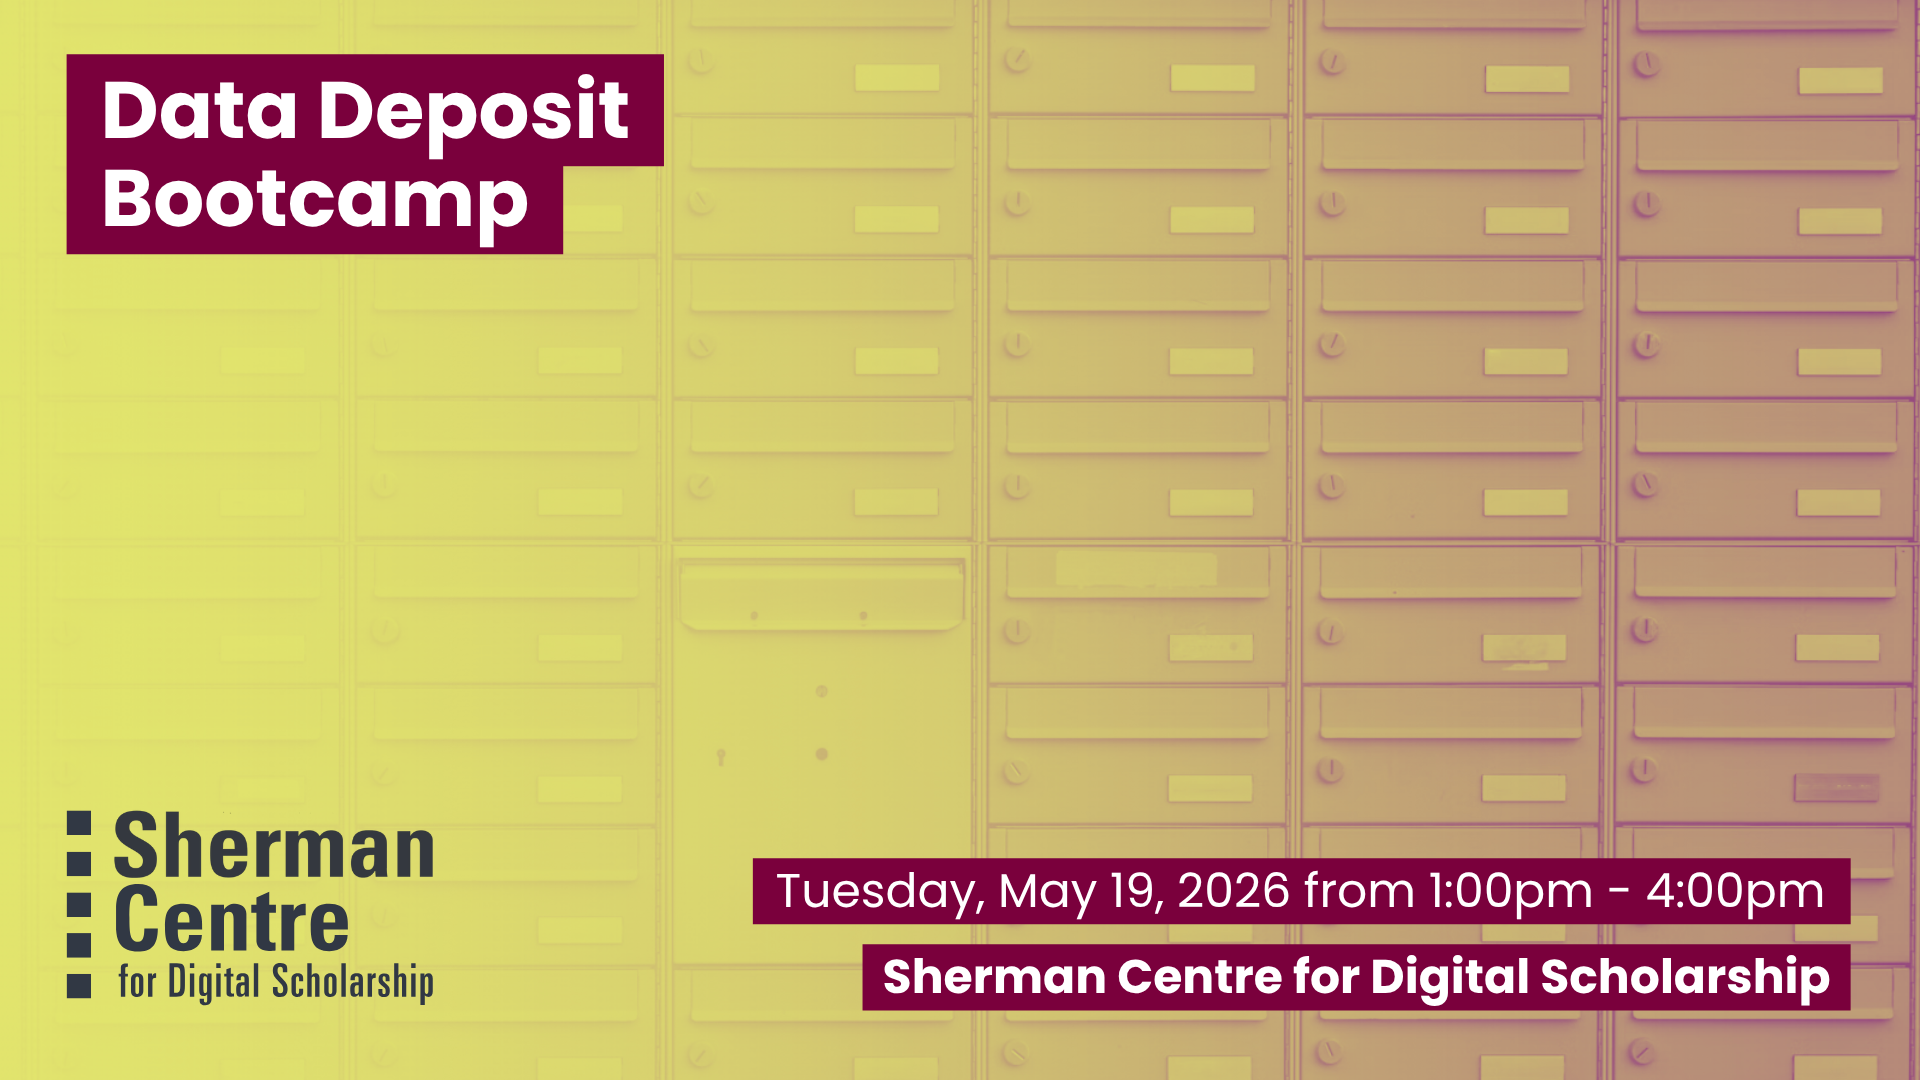 Data Deposit
Bootcamp
Sherman
Centre
for Digital Scholarship
Tuesday, May 19, 2026 from 1:00pm - 4:00pm
Sherman Centre for Digital Scholarship